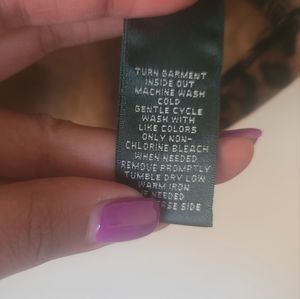 TURN GARMENT
INSIDE OUT
MACHINE WASH
COLD
GENTLE CYCLE
WASH WITH
LIKE COLORS
ONLY NON-
CHLORINE BLEACH
WHEN NEEDED
REMOVE PROMPTLY
TUMBLE DRY LOW
WARM IRON
NEEDED
SIDE